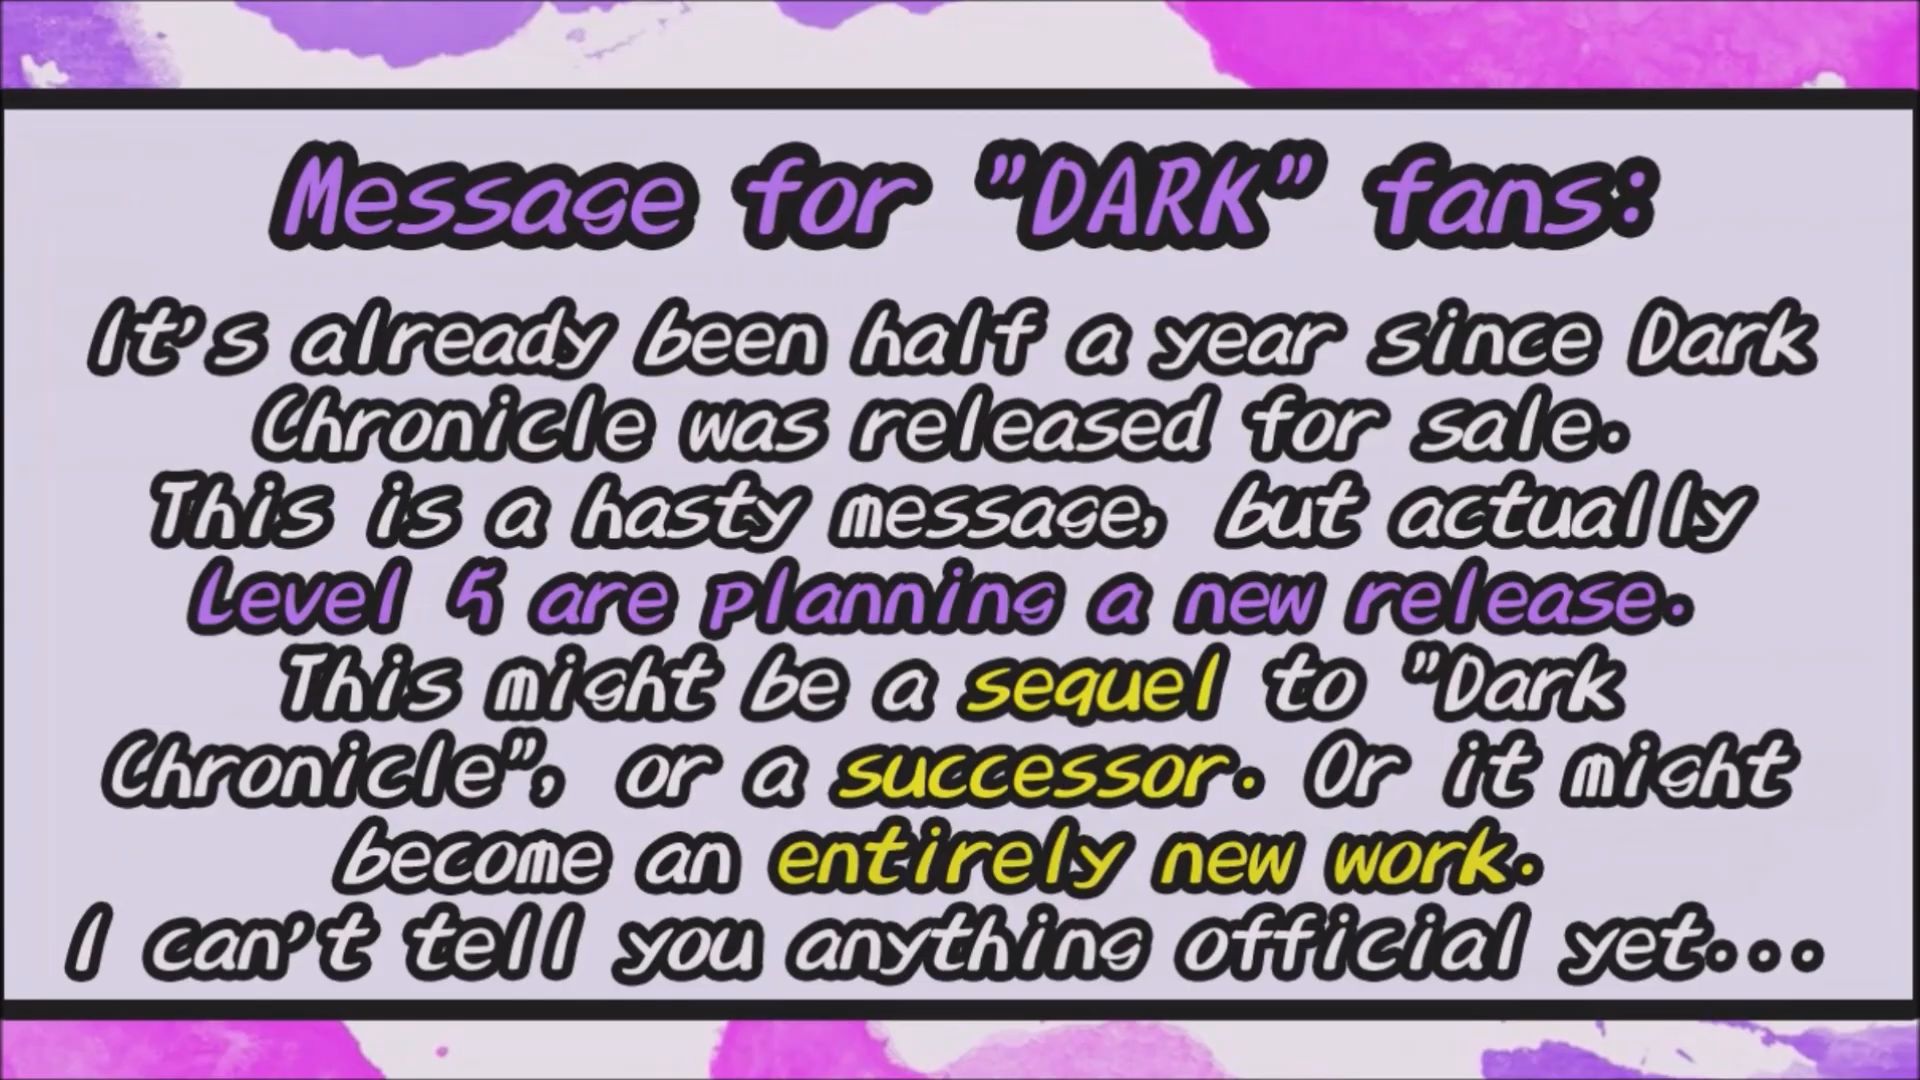 Message for "DARK" fans:
It's already been half a year since Dark
Chronicle was released for sale.
This is a hasty message, but actually
Level 5 are planning a new release.
This might be a sequel to "Dark
Chronicle", or a successor. Or it might
become an entirely new work.
I can't tell you anything official yet...